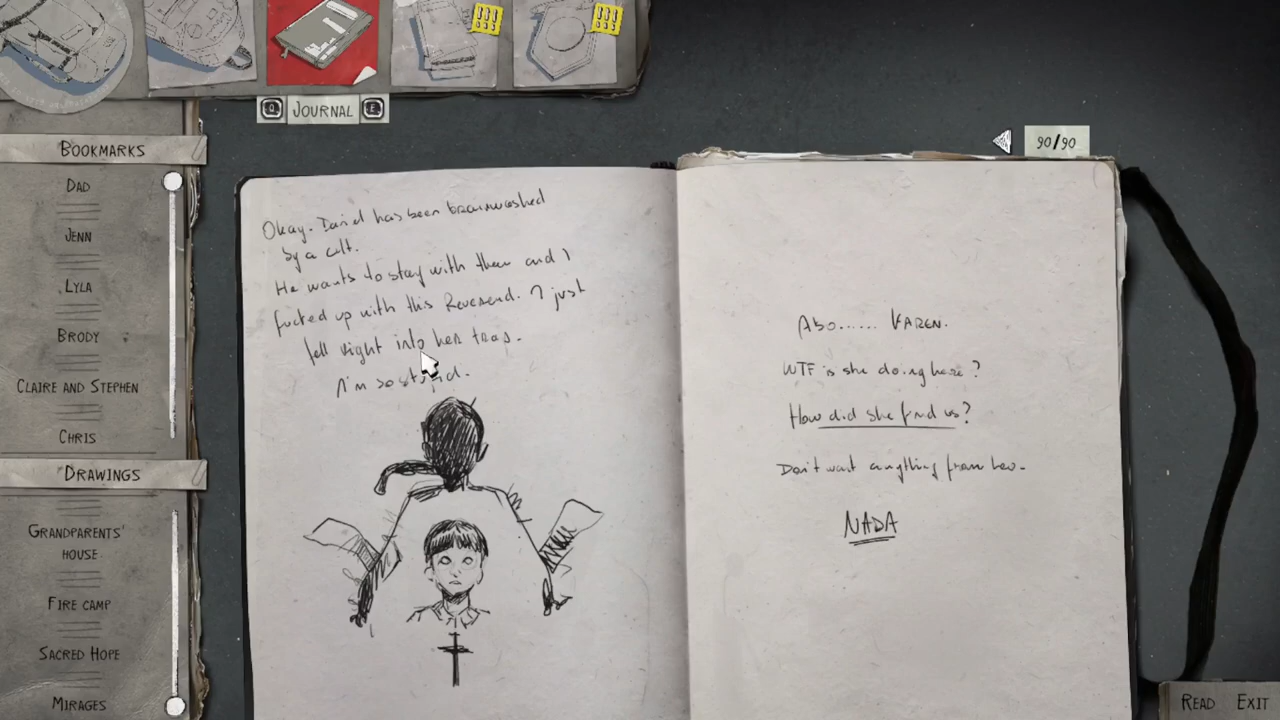 Q
JOURNAL
E
BOOKMARKS
DAD
JENN
LYLA
BRODY
CLAIRE AND STEPHEN
CHRIS
DRAWINGS
GRANDPARENTS'
HOUSE
FIRE CAMP
SACRED HOPE
MIRAGES
90/90
Okay. Daniel has been brainwashed
by a cult.
He wants to stay with them and I
fucked up with this Reverend. I just
fell right into her trap.
I'm so stupid.
Also...... KAREN.
WTF is she doing here?
How did she find us?
Don't want anything from her.
NADA
READ
EXIT